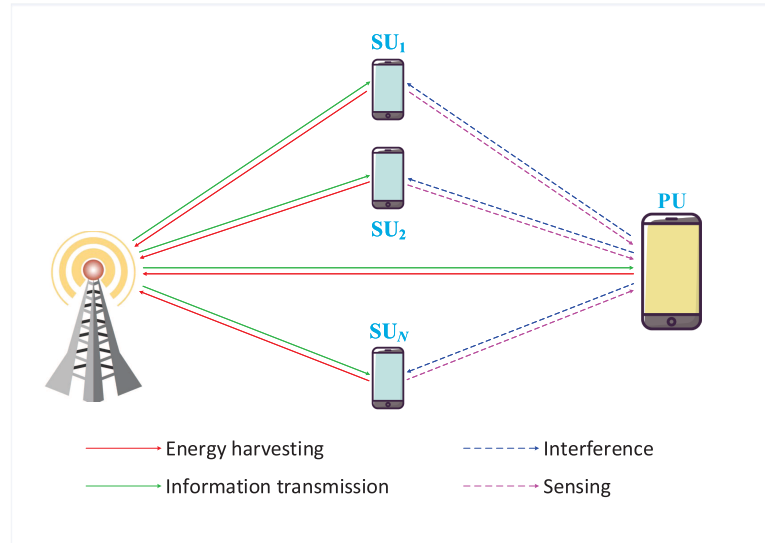 SU1
SU2
PU
SUN
Energy harvesting
Interference
Information transmission
Sensing